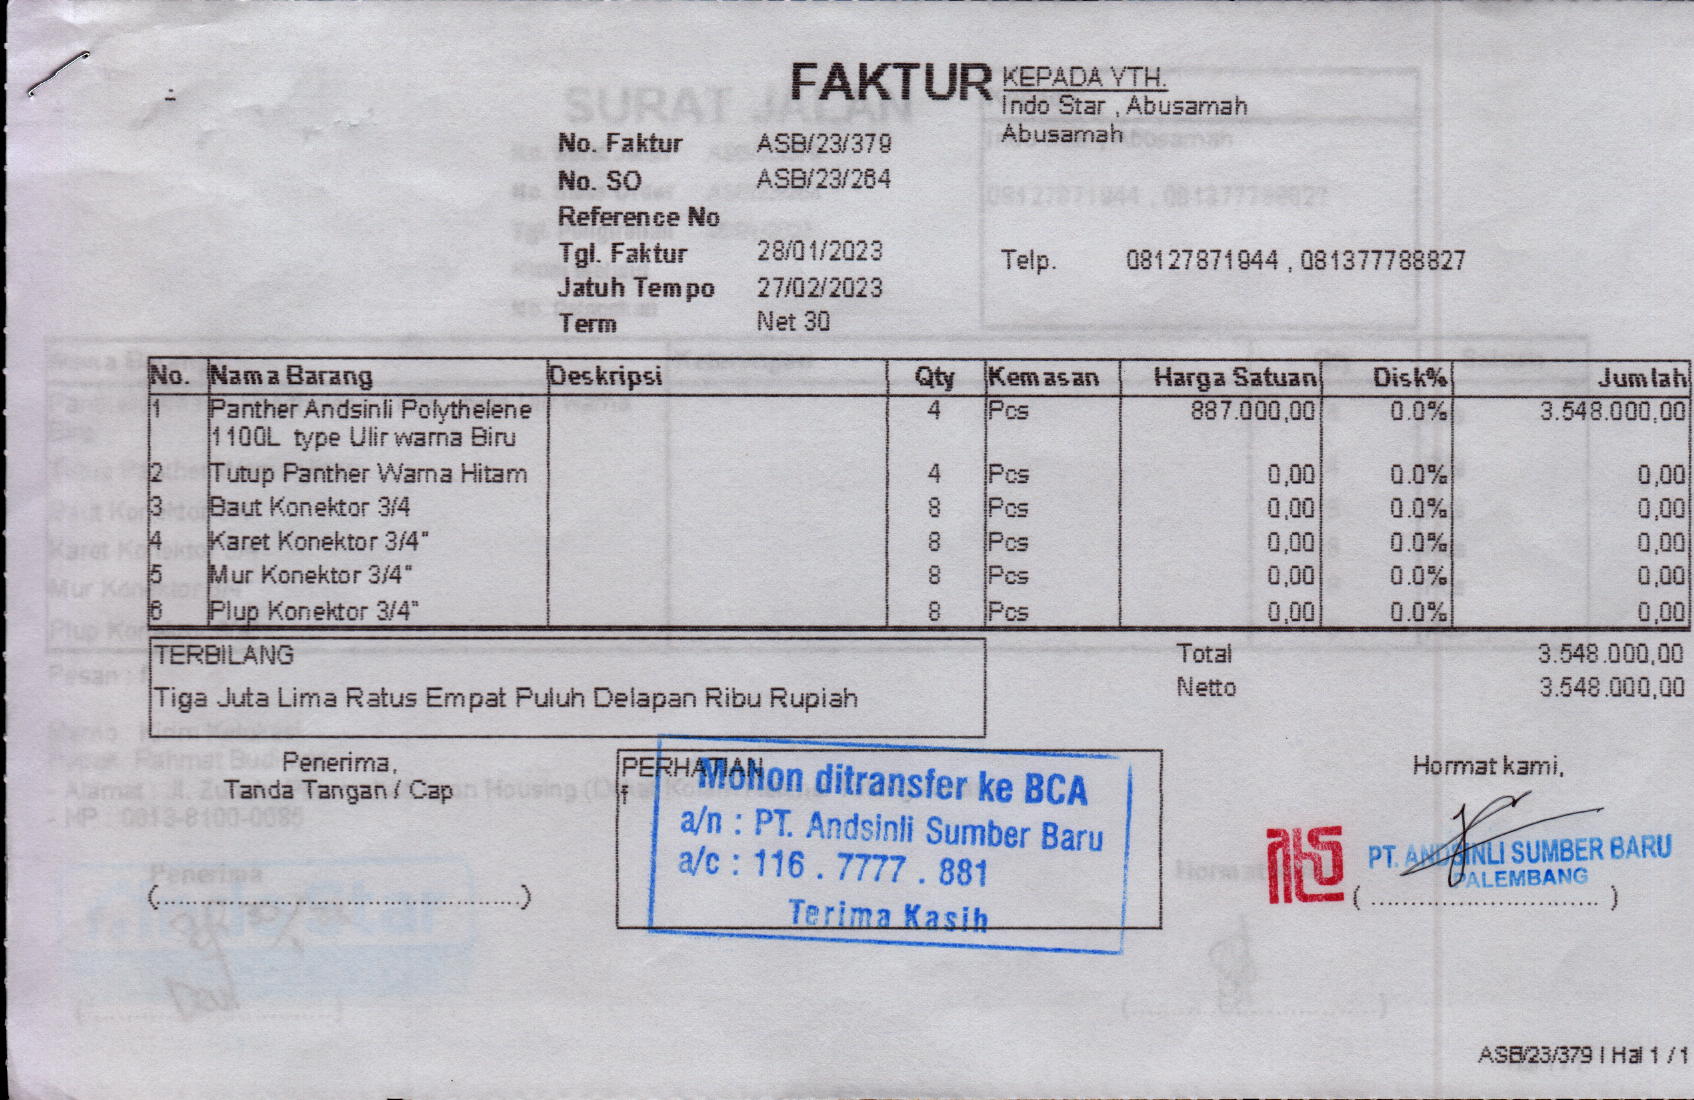 FAKTUR
KEPADA YTH.
Indo Star , Abusamah
Abusamah
No. Faktur ASB/23/379
No. SO ASB/23/264
Reference No
Tgl. Faktur 28/01/2023
Jatuh Tempo 27/02/2023
Term Net 30
Telp. 08127871944 , 081377788827
No. Nama Barang Deskripsi Qty Kemasan Harga Satuan Disk% Jumlah
1 Panther Andsinli Polythelene 4 Pcs 887.000,00 0.0% 3.548.000,00
1100L type Ulir warna Biru
2 Tutup Panther Warna Hitam 4 Pcs 0,00 0.0% 0,00
3 Baut Konektor 3/4 8 Pcs 0,00 0.0% 0,00
4 Karet Konektor 3/4" 8 Pcs 0,00 0.0% 0,00
5 Mur Konektor 3/4" 8 Pcs 0,00 0.0% 0,00
6 Plup Konektor 3/4" 8 Pcs 0,00 0.0% 0,00
TERBILANG
Tiga Juta Lima Ratus Empat Puluh Delapan Ribu Rupiah
Total 3.548.000,00
Netto 3.548.000,00
Penerima,
Tanda Tangan / Cap
(..........................................)
PERHATIAN
f
Mohon ditransfer ke BCA
a/n : PT. Andsinli Sumber Baru
a/c : 116 . 7777 . 881
Terima Kasih
Hormat kami,
PT. ANDSINLI SUMBER BARU
PALEMBANG
( .......................... )
ASB/23/379 | Hal 1 / 1